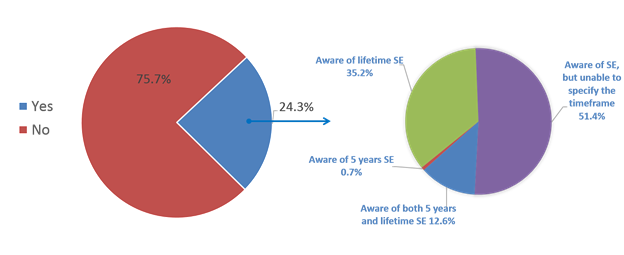 Yes
No
75.7%
24.3%
Aware of lifetime SE
35.2%
Aware of SE,
but unable to
specify the
timeframe
51.4%
Aware of 5 years SE
0.7%
Aware of both 5 years
and lifetime SE 12.6%